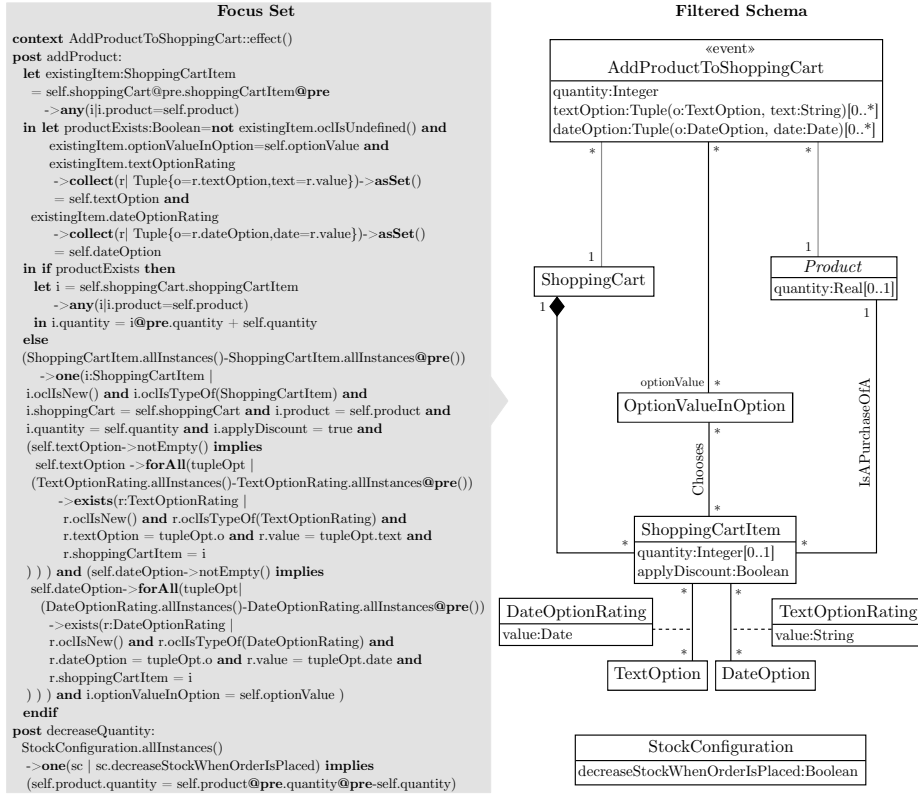 Focus Set
context AddProductToShoppingCart::effect()
post addProduct:
let existingItem:ShoppingCartItem
= self.shoppingCart@pre.shoppingCartItem@pre
->any(i|i.product=self.product)
in let productExists:Boolean=not existingItem.oclIsUndefined() and
existingItem.optionValueInOption=self.optionValue and
existingItem.textOptionRating
->collect(r| Tuple{o=r.textOption,text=r.value})->asSet()
= self.textOption and
existingItem.dateOptionRating
->collect(r| Tuple{o=r.dateOption,date=r.value})->asSet()
= self.dateOption
in if productExists then
let i = self.shoppingCart.shoppingCartItem
->any(i|i.product=self.product)
in i.quantity = i@pre.quantity + self.quantity
else
(ShoppingCartItem.allInstances()-ShoppingCartItem.allInstances@pre())
->one(i:ShoppingCartItem |
i.oclIsNew() and i.oclIsTypeOf(ShoppingCartItem) and
i.shoppingCart = self.shoppingCart and i.product = self.product and
i.quantity = self.quantity and i.applyDiscount = true and
(self.textOption->notEmpty() implies
self.textOption ->forAll(tupleOpt |
(TextOptionRating.allInstances()-TextOptionRating.allInstances@pre())
->exists(r:TextOptionRating |
r.oclIsNew() and r.oclIsTypeOf(TextOptionRating) and
r.textOption = tupleOpt.o and r.value = tupleOpt.text and
r.shoppingCartItem = i
) ) ) and (self.dateOption->notEmpty() implies
self.dateOption->forAll(tupleOpt|
(DateOptionRating.allInstances()-DateOptionRating.allInstances@pre())
->exists(r:DateOptionRating |
r.oclIsNew() and r.oclIsTypeOf(DateOptionRating) and
r.dateOption = tupleOpt.o and r.value = tupleOpt.date and
r.shoppingCartItem = i
) ) ) and i.optionValueInOption = self.optionValue )
endif
post decreaseQuantity:
StockConfiguration.allInstances()
->one(sc | sc.decreaseStockWhenOrderIsPlaced) implies
(self.product.quantity = self.product@pre.quantity@pre-self.quantity)
Filtered Schema
«event»
AddProductToShoppingCart
quantity:Integer
textOption:Tuple(o:TextOption, text:String)[0..*]
dateOption:Tuple(o:DateOption, date:Date)[0..*]
* * *
1 1
ShoppingCart
Product
quantity:Real[0..1]
1 1
optionValue *
OptionValueInOption
*
Chooses
IsAPurchaseOfA
*
ShoppingCartItem
quantity:Integer[0..1]
applyDiscount:Boolean
* *
* *
DateOptionRating
value:Date
TextOptionRating
value:String
* *
TextOption
DateOption
StockConfiguration
decreaseStockWhenOrderIsPlaced:Boolean